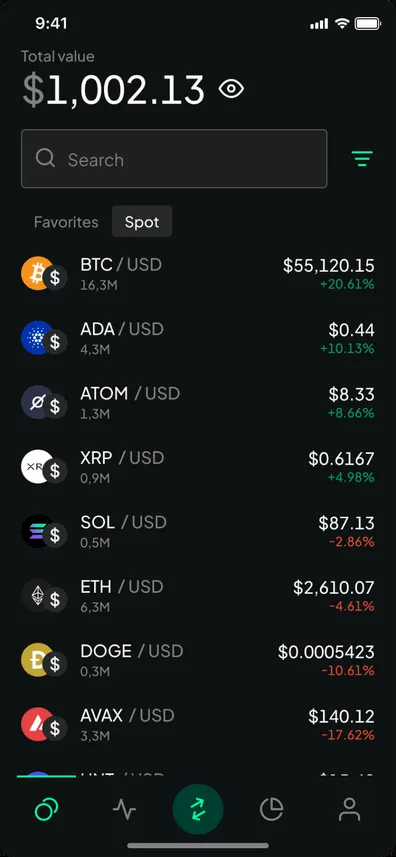 9:41
Total value
$1,002.13
Search
Favorites Spot
BTC / USD $55,120.15
16,3M +20.61%
ADA / USD $0.44
4,3M +10.13%
ATOM / USD $8.33
1,3M +8.66%
XRP / USD $0.6167
0,9M +4.98%
SOL / USD $87.13
0,5M -2.86%
ETH / USD $2,610.07
6,3M -4.61%
DOGE / USD $0.0005423
0,3M -10.61%
AVAX / USD $140.12
3,3M -17.62%